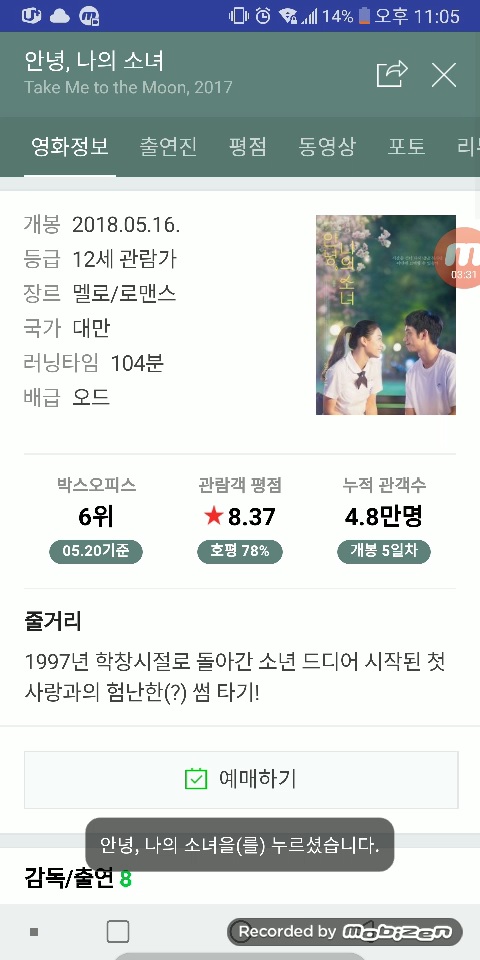 14% 오후 11:05
안녕, 나의 소녀
Take Me to the Moon, 2017
영화정보 출연진 평점 동영상 포토 리뷰
개봉 2018.05.16.
등급 12세 관람가
장르 멜로/로맨스
국가 대만
러닝타임 104분
배급 오드
안녕, 나의 소녀
03:31
박스오피스 관람객 평점 누적 관객수
6위 8.37 4.8만명
05.20기준 호평 78% 개봉 5일차
줄거리
1997년 학창시절로 돌아간 소년 드디어 시작된 첫
사랑과의 험난한(?) 썸 타기!
예매하기
안녕, 나의 소녀을(를) 누르셨습니다.
감독/출연 8
Recorded by Mobizen